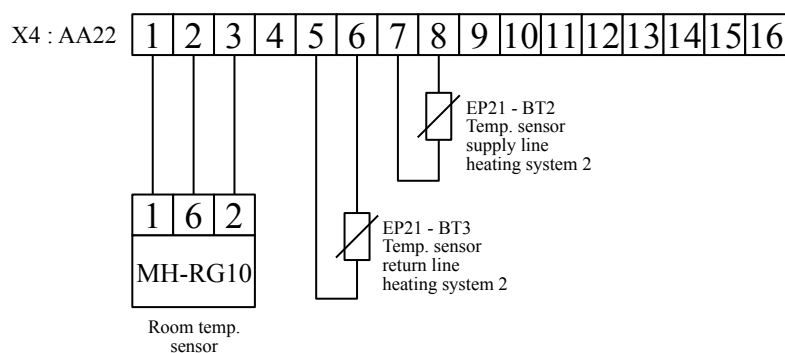 X4 : AA22 1 2 3 4 5 6 7 8 9 10 11 12 13 14 15 16
EP21 - BT2
Temp. sensor
supply line
heating system 2
1 6 2
MH-RG10
EP21 - BT3
Temp. sensor
return line
heating system 2
Room temp.
sensor